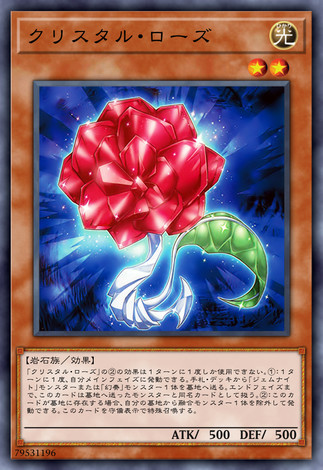 クリスタル・ローズ
光
【岩石族/効果】
「クリスタル・ローズ」の②の効果は1ターンに1度しか使用できない。①:1タ
ーンに1度、自分メインフェイズに発動できる。手札・デッキから「ジェムナイ
ト」モンスターまたは「幻奏」モンスター1体を墓地へ送る。エンドフェイズま
で、このカードは墓地へ送ったモンスターと同名カードとして扱う。②:このカ
ードが墓地に存在する場合、自分の墓地から融合モンスター1体を除外して発
動できる。このカードを守備表示で特殊召喚する。
ATK/ 500 DEF/ 500
79531196